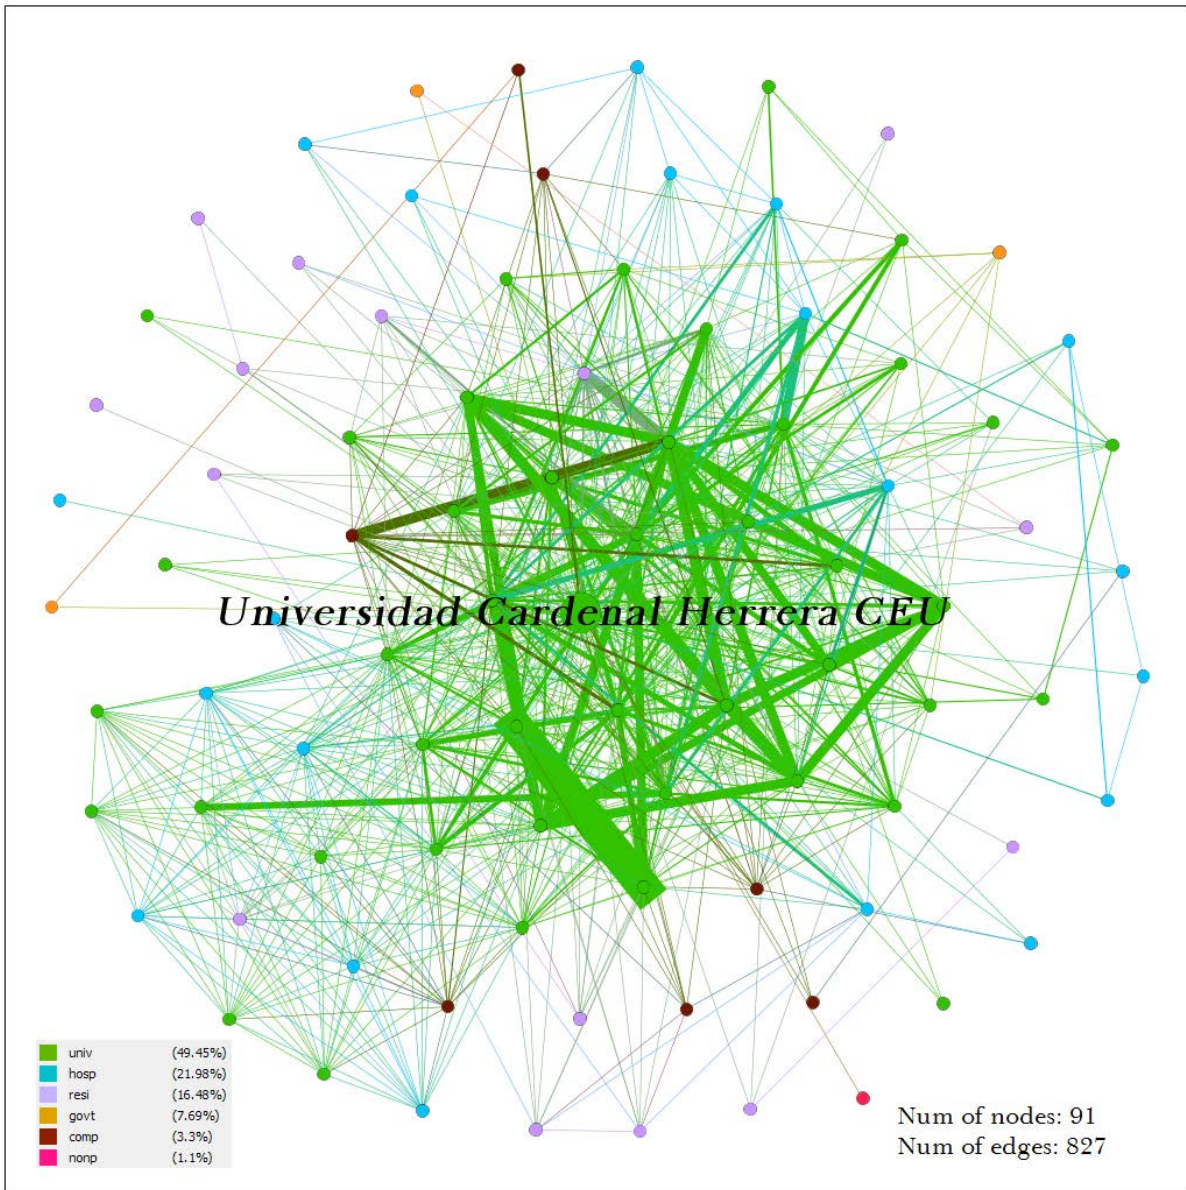 Universidad Cardenal Herrera CEU
univ (49.45%)
hosp (21.98%)
resi (16.48%)
govt (7.69%)
comp (3.3%)
nonp (1.1%)
Num of nodes: 91
Num of edges: 827